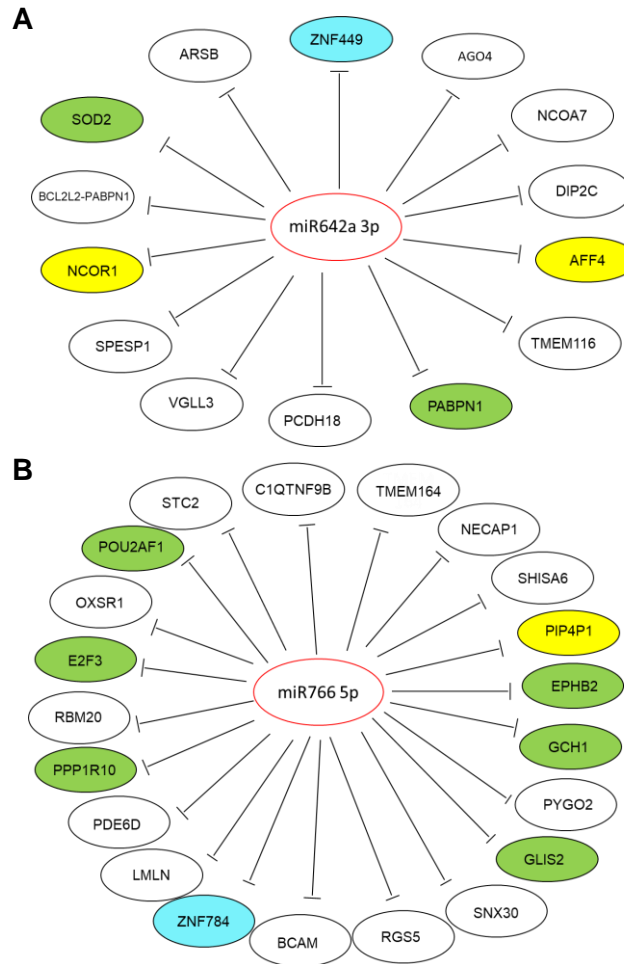 A
ZNF449
ARSB
AGO4
SOD2
NCOA7
BCL2L2-PABPN1
DIP2C
miR642a 3p
NCOR1
AFF4
SPESP1
TMEM116
VGLL3
PABPN1
PCDH18
B
C1QTNF9B
TMEM164
STC2
NECAP1
POU2AF1
SHISA6
OXSR1
PIP4P1
E2F3
EPHB2
miR766 5p
RBM20
GCH1
PPP1R10
PYGO2
PDE6D
GLIS2
LMLN
SNX30
ZNF784
RGS5
BCAM